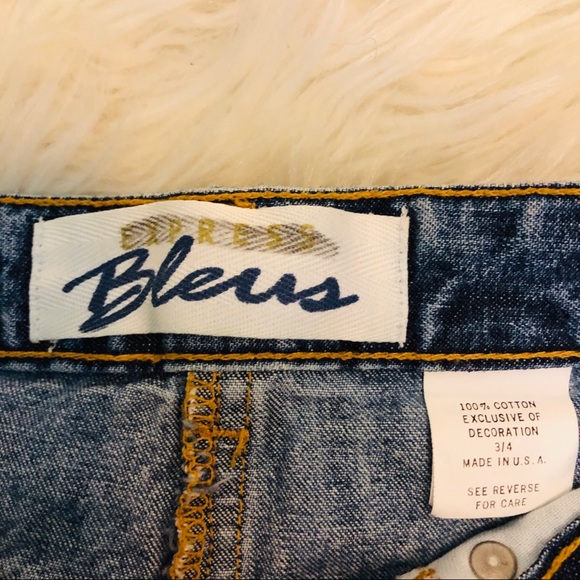 EXPRESS
Bleus
100% COTTON
EXCLUSIVE OF
DECORATION
3/4
MADE IN U.S.A.
SEE REVERSE
FOR CARE